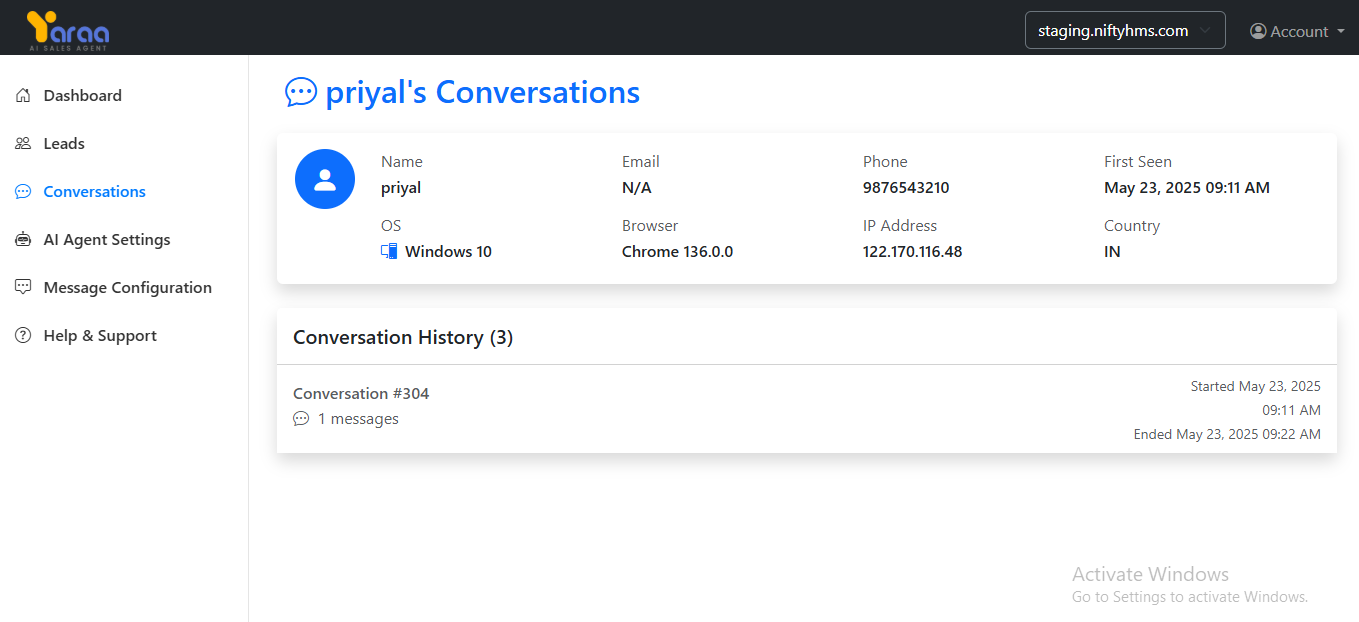 Yaraa
AI SALES AGENT
staging.niftyhms.com
Account
Dashboard
Leads
Conversations
AI Agent Settings
Message Configuration
Help & Support
priyal's Conversations
Name
priyal
Email
N/A
Phone
9876543210
First Seen
May 23, 2025 09:11 AM
OS
Windows 10
Browser
Chrome 136.0.0
IP Address
122.170.116.48
Country
IN
Conversation History (3)
Conversation #304
1 messages
Started May 23, 2025
09:11 AM
Ended May 23, 2025 09:22 AM
Activate Windows
Go to Settings to activate Windows.